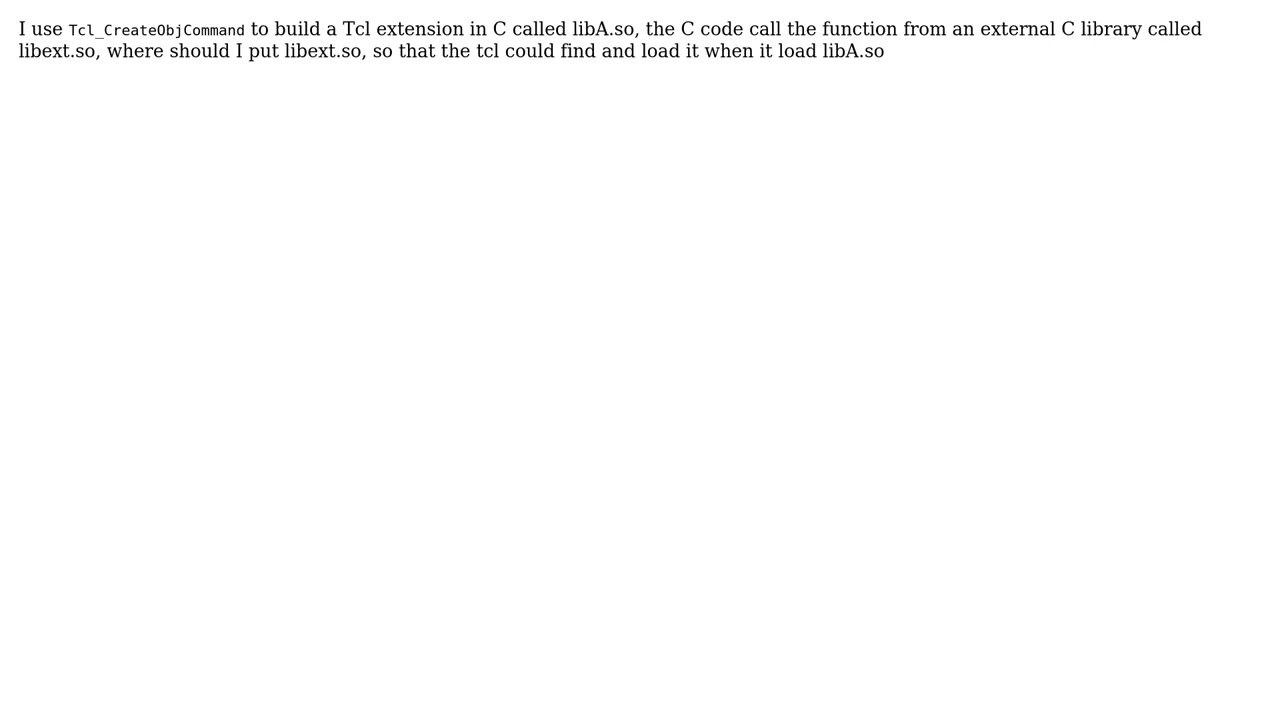 I use Tcl_CreateObjCommand to build a Tcl extension in C called libA.so, the C code call the function from an external C library called
libext.so, where should I put libext.so, so that the tcl could find and load it when it load libA.so